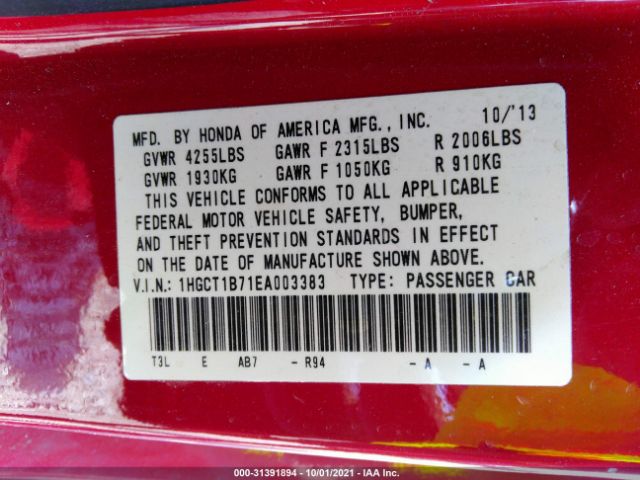 MFD. BY HONDA OF AMERICA MFG., INC. 10/'13
GVWR 4255LBS GAWR F 2315LBS R 2006LBS
GVWR 1930KG GAWR F 1050KG R 910KG
THIS VEHICLE CONFORMS TO ALL APPLICABLE
FEDERAL MOTOR VEHICLE SAFETY, BUMPER,
AND THEFT PREVENTION STANDARDS IN EFFECT
ON THE DATE OF MANUFACTURE SHOWN ABOVE.
V.I.N.: 1HGCT1B71EA003383 TYPE: PASSENGER CAR
T3L E AB7 - R94 - A - A
000-31391894 - 10/01/2021 - IAA Inc.